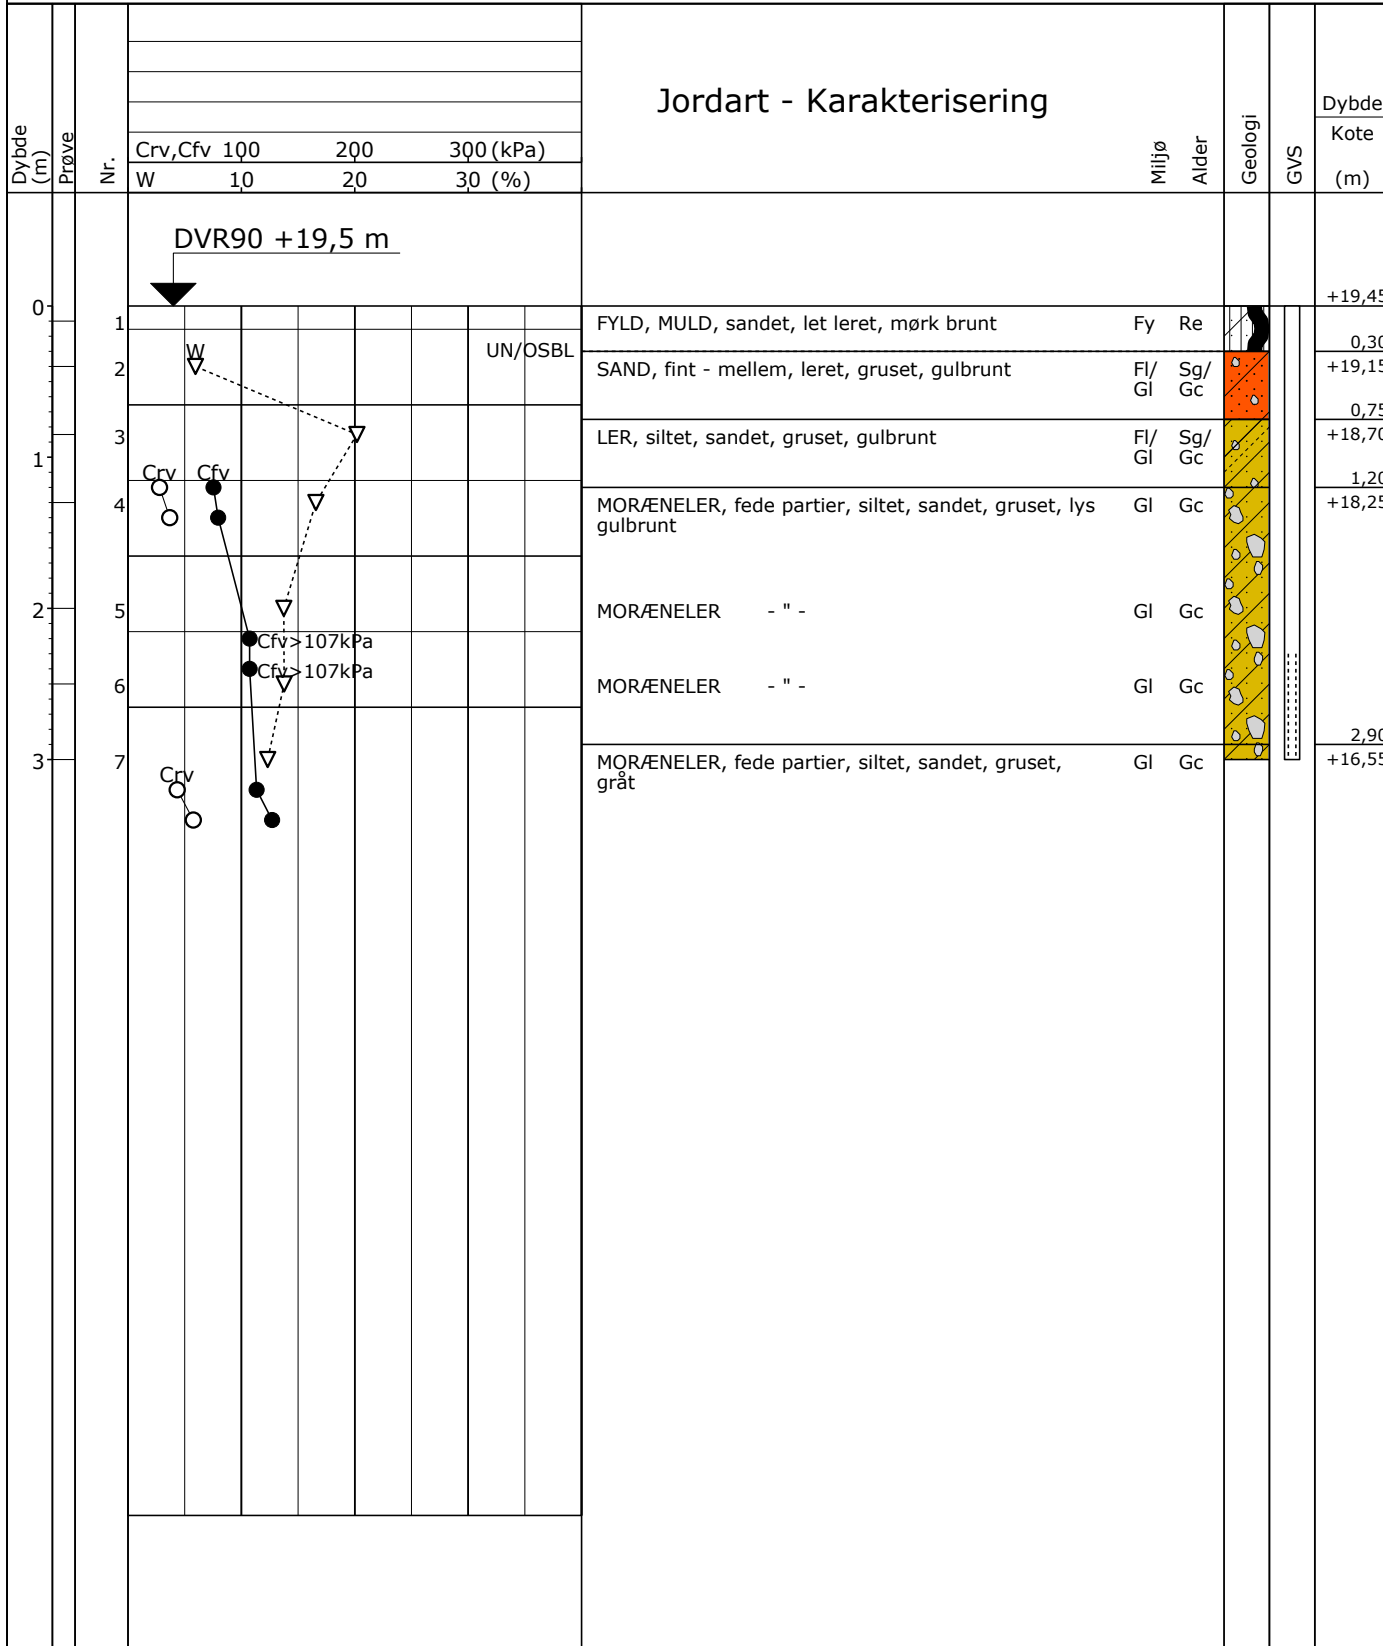 Jordart - Karakterisering
Dybde (m)
Prøve
Nr.
Crv,Cfv 100 200 300 (kPa)
W 10 20 30 (%)
Miljø
Alder
Geologi
GVS
Dybde
Kote
(m)
DVR90 +19,5 m
0
+19,45
1
FYLD, MULD, sandet, let leret, mørk brunt Fy Re
0,30
W
UN/OSBL
2
SAND, fint - mellem, leret, gruset, gulbrunt Fl/ Sg/
Gl Gc
+19,15
0,75
3
LER, siltet, sandet, gruset, gulbrunt Fl/ Sg/
Gl Gc
+18,70
1
1,20
Crv Cfv
4
MORÆNELER, fede partier, siltet, sandet, gruset, lys Gl Gc
gulbrunt
+18,25
2
5
MORÆNELER - " - Gl Gc
Cfv>107kPa
Cfv>107kPa
6
MORÆNELER - " - Gl Gc
2,90
3
7
MORÆNELER, fede partier, siltet, sandet, gruset, Gl Gc
gråt
+16,55
Crv